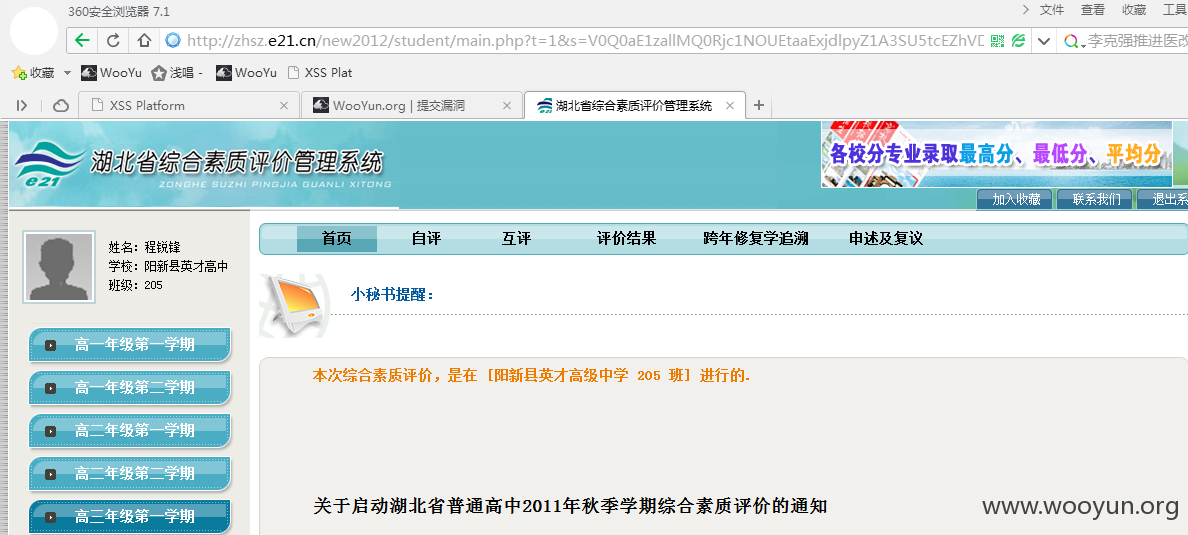 360安全浏览器 7.1
文件 查看 收藏 工具
http://zhsz.e21.cn/new2012/student/main.php?t=1&s=V0Q0aE1zallMQ0Rjc1NOUEtaaExjdlpyZ1A3SU5tcEZhVD
李克强推进医改
收藏 WooYu 浅唱 - WooYu XSS Plat
XSS Platform
WooYun.org | 提交漏洞
湖北省综合素质评价管理系统
e21
湖北省综合素质评价管理系统
ZONGHE SUZHI PINGJIA GUANLI XITONG
各校分专业录取最高分、最低分、平均分
加入收藏 联系我们 退出系
姓名：程锐锋
学校：阳新县英才高中
班级：205
首页 自评 互评 评价结果 跨年修复学追溯 申述及复议
小秘书提醒：
高一年级第一学期
高一年级第二学期
高二年级第一学期
高二年级第二学期
高三年级第一学期
本次综合素质评价，是在 [阳新县英才高级中学 205 班] 进行的.
关于启动湖北省普通高中2011年秋季学期综合素质评价的通知
www.wooyun.org